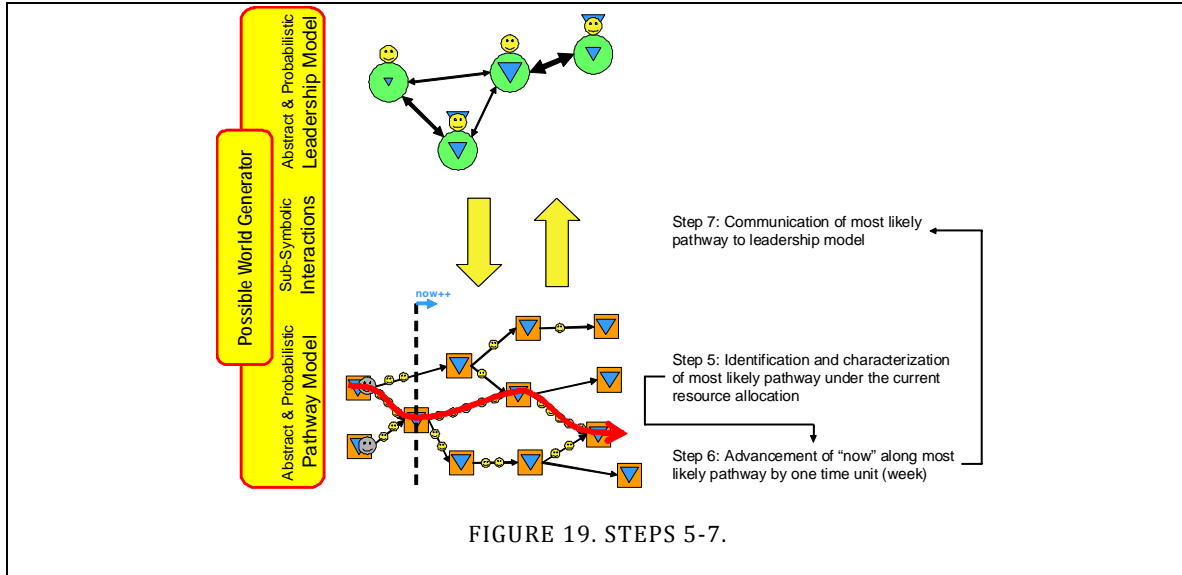 Possible World Generator
Abstract & Probabilistic
Leadership Model
Sub-Symbolic
Interactions
Abstract & Probabilistic
Pathway Model
now++
Step 7: Communication of most likely
pathway to leadership model
Step 5: Identification and characterization
of most likely pathway under the current
resource allocation
Step 6: Advancement of “now” along most
likely pathway by one time unit (week)
FIGURE 19. STEPS 5-7.